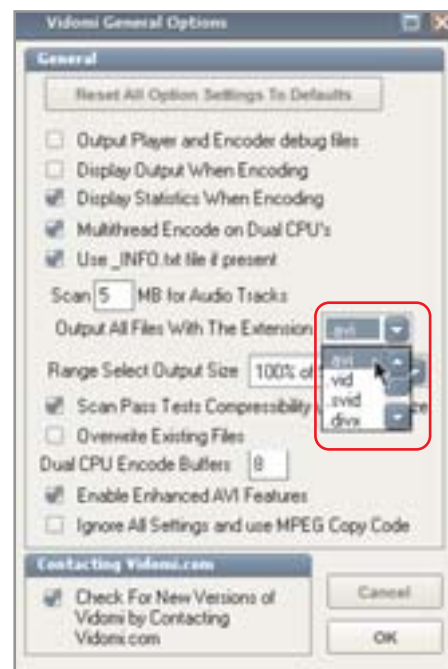 Vidomi General Options
General
Reset All Option Settings To Defaults
Output Player and Encoder debug files
Display Output When Encoding
Display Statistics When Encoding
Multithread Encode on Dual CPU's
Use _INFO.txt file if present
Scan 5 MB for Audio Tracks
Output All Files With The Extension .avi
.avi
Range Select Output Size 100% of
.vid
.svid
Scan Pass Tests Compressibility
.divx
Overwrite Existing Files
Dual CPU Encode Buffers 8
Enable Enhanced AVI Features
Ignore All Settings and use MPEG Copy Code
Contacting Vidomi.com
Check For New Versions of
Vidomi by Contacting
Vidomi.com
Cancel
OK